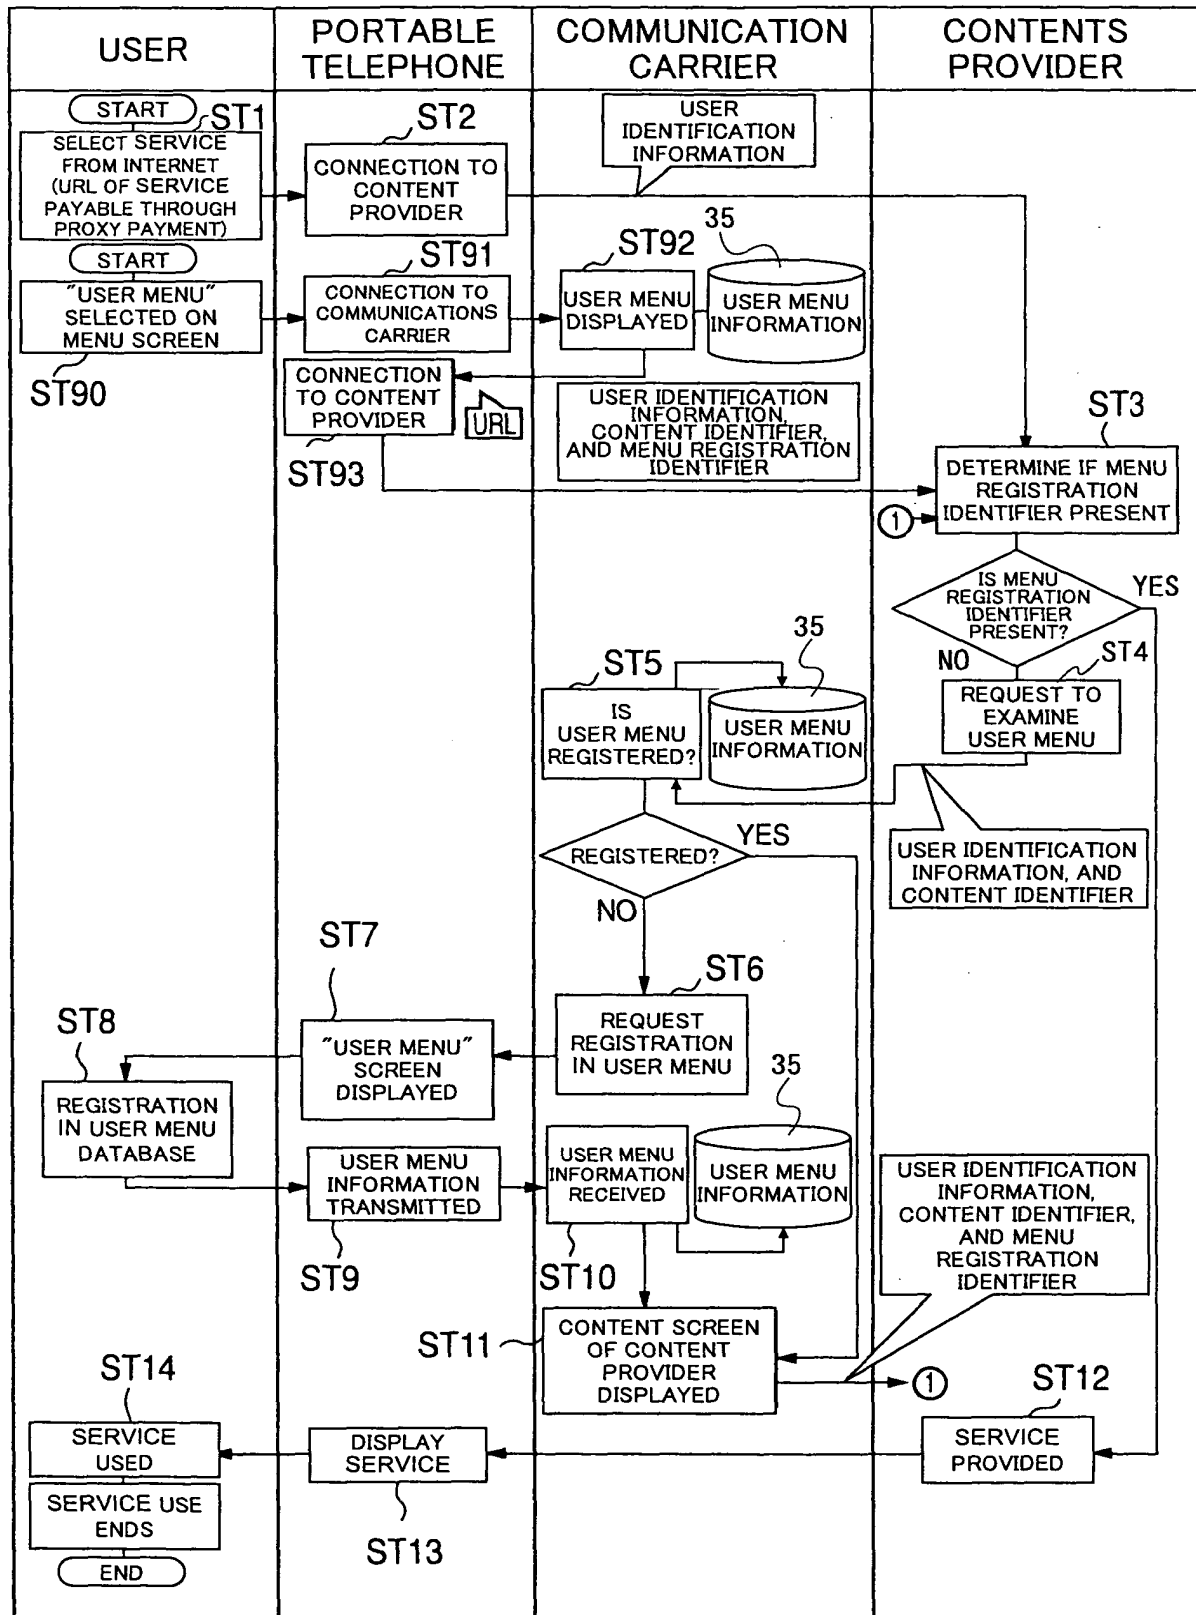 USER
PORTABLE
TELEPHONE
COMMUNICATION
CARRIER
CONTENTS
PROVIDER
START
ST1
SELECT SERVICE
FROM INTERNET
(URL OF SERVICE
PAYABLE THROUGH
PROXY PAYMENT)
ST2
CONNECTION TO
CONTENT
PROVIDER
USER
IDENTIFICATION
INFORMATION
START
"USER MENU"
SELECTED ON
MENU SCREEN
ST90
ST91
CONNECTION TO
COMMUNICATIONS
CARRIER
ST92
USER MENU
DISPLAYED
35
USER MENU
INFORMATION
CONNECTION
TO CONTENT
PROVIDER
URL
ST93
USER IDENTIFICATION
INFORMATION,
CONTENT IDENTIFIER,
AND MENU REGISTRATION
IDENTIFIER
ST3
DETERMINE IF MENU
REGISTRATION
IDENTIFIER PRESENT
1
IS MENU
REGISTRATION
IDENTIFIER
PRESENT?
YES
NO
ST4
REQUEST TO
EXAMINE
USER MENU
ST5
IS
USER MENU
REGISTERED?
35
USER MENU
INFORMATION
USER IDENTIFICATION
INFORMATION, AND
CONTENT IDENTIFIER
REGISTERED?
YES
NO
ST6
REQUEST
REGISTRATION
IN USER MENU
ST7
"USER MENU"
SCREEN
DISPLAYED
ST8
REGISTRATION
IN USER MENU
DATABASE
USER MENU
INFORMATION
TRANSMITTED
ST9
USER MENU
INFORMATION
RECEIVED
ST10
35
USER MENU
INFORMATION
USER IDENTIFICATION
INFORMATION,
CONTENT IDENTIFIER,
AND MENU
REGISTRATION
IDENTIFIER
ST11
CONTENT SCREEN
OF CONTENT
PROVIDER
DISPLAYED
1
ST12
SERVICE
PROVIDED
DISPLAY
SERVICE
ST13
ST14
SERVICE
USED
SERVICE USE
ENDS
END